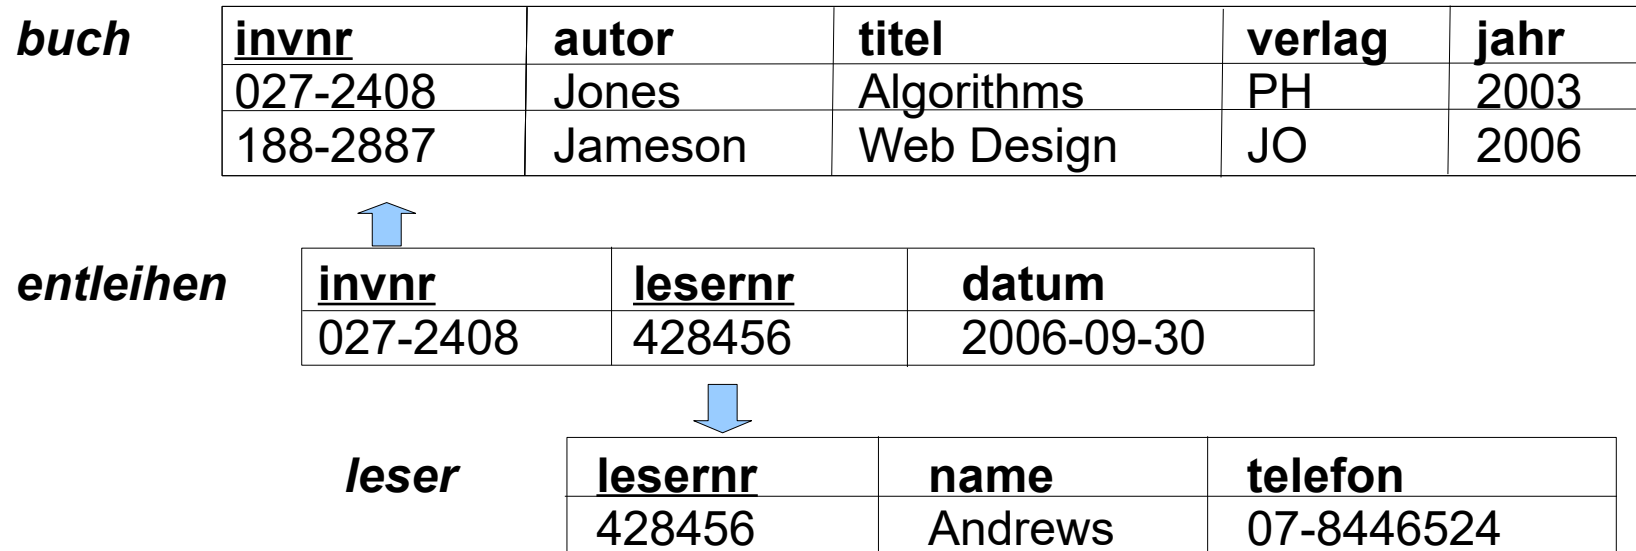 buch invnr autor titel verlag jahr
027-2408 Jones Algorithms PH 2003
188-2887 Jameson Web Design JO 2006
entleihen invnr lesernr datum
027-2408 428456 2006-09-30
leser lesernr name telefon
428456 Andrews 07-8446524